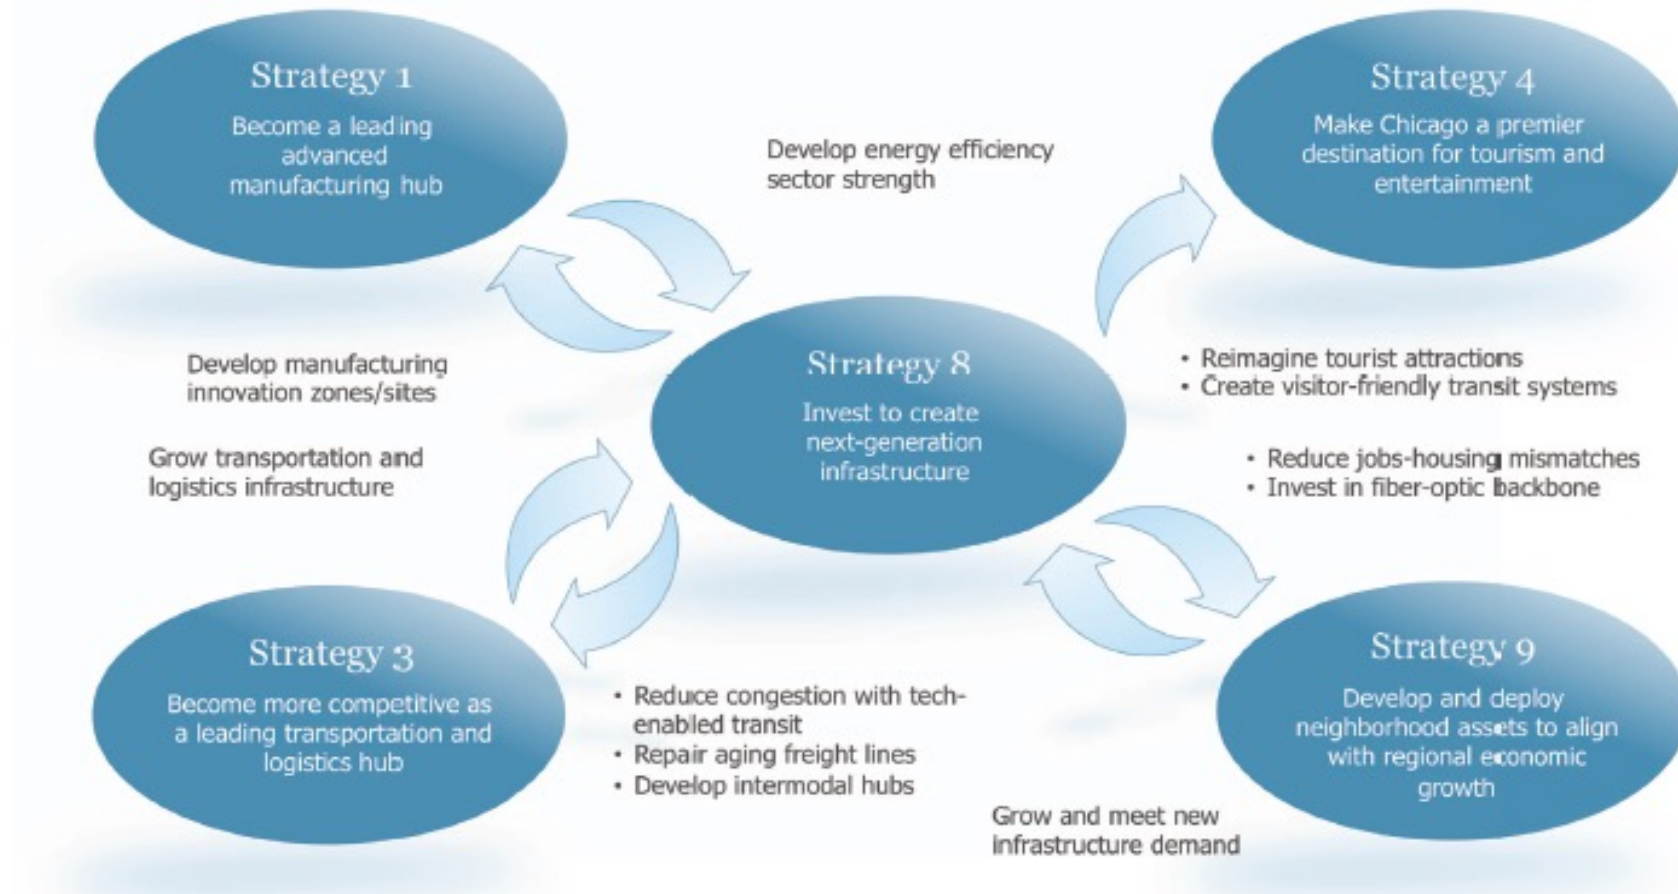 Strategy 1
Become a leading
advanced
manufacturing hub
Develop energy efficiency
sector strength
Strategy 4
Make Chicago a premier
destination for tourism and
entertainment
Develop manufacturing
innovation zones/sites
Grow transportation and
logistics infrastructure
Strategy 8
Invest to create
next-generation
infrastructure
• Reimagine tourist attractions
• Create visitor-friendly transit systems
• Reduce jobs-housing mismatches
• Invest in fiber-optic backbone
Strategy 3
Become more competitive as
a leading transportation and
logistics hub
• Reduce congestion with tech-
enabled transit
• Repair aging freight lines
• Develop intermodal hubs
Grow and meet new
infrastructure demand
Strategy 9
Develop and deploy
neighborhood assets to align
with regional economic
growth